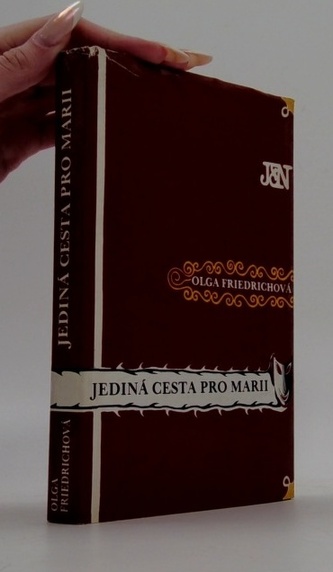 JEDINÁ CESTA PRO MARII
OLGA
FRIEDRICHOVÁ
J&N
OLGA FRIEDRICHOVÁ
JEDINÁ CESTA PRO MARII